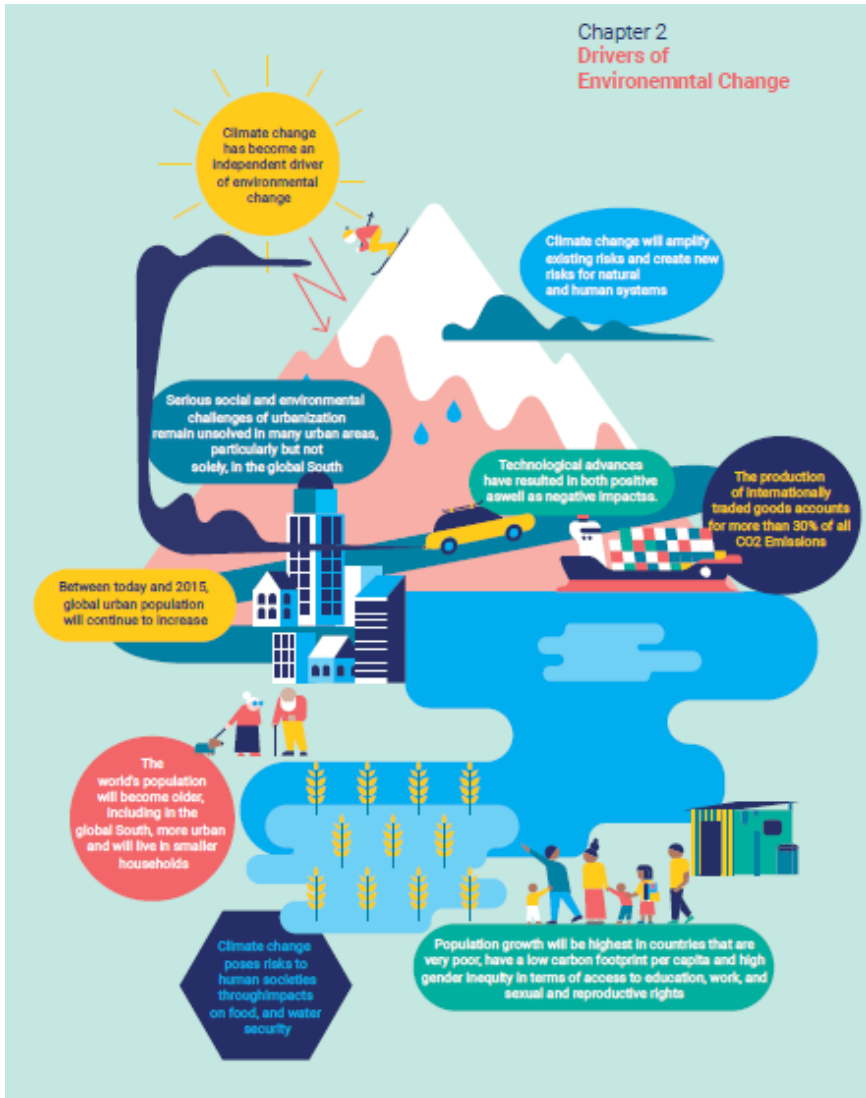 Chapter 2
Drivers of
Environemntal Change
Climate change
has become an
independent driver
of environmental
change
Climate change will amplify
existing risks and create new
risks for natural
and human systems
Serious social and environmental
challenges of urbanization
remain unsolved in many urban areas,
particularly but not
solely, in the global South
Technological advances
have resulted in both positive
aswell as negative impactss.
The production
of internationally
traded goods accounts
for more than 30% of all
CO2 Emissions
Between today and 2015,
global urban population
will continue to increase
The
world's population
will become older,
including in the
global South, more urban
and will live in smaller
households
Climate change
poses risks to
human societies
throughimpacts
on food, and water
security
Population growth will be highest in countries that are
very poor, have a low carbon footprint per capita and high
gender inequity in terms of access to education, work, and
sexual and reproductive rights